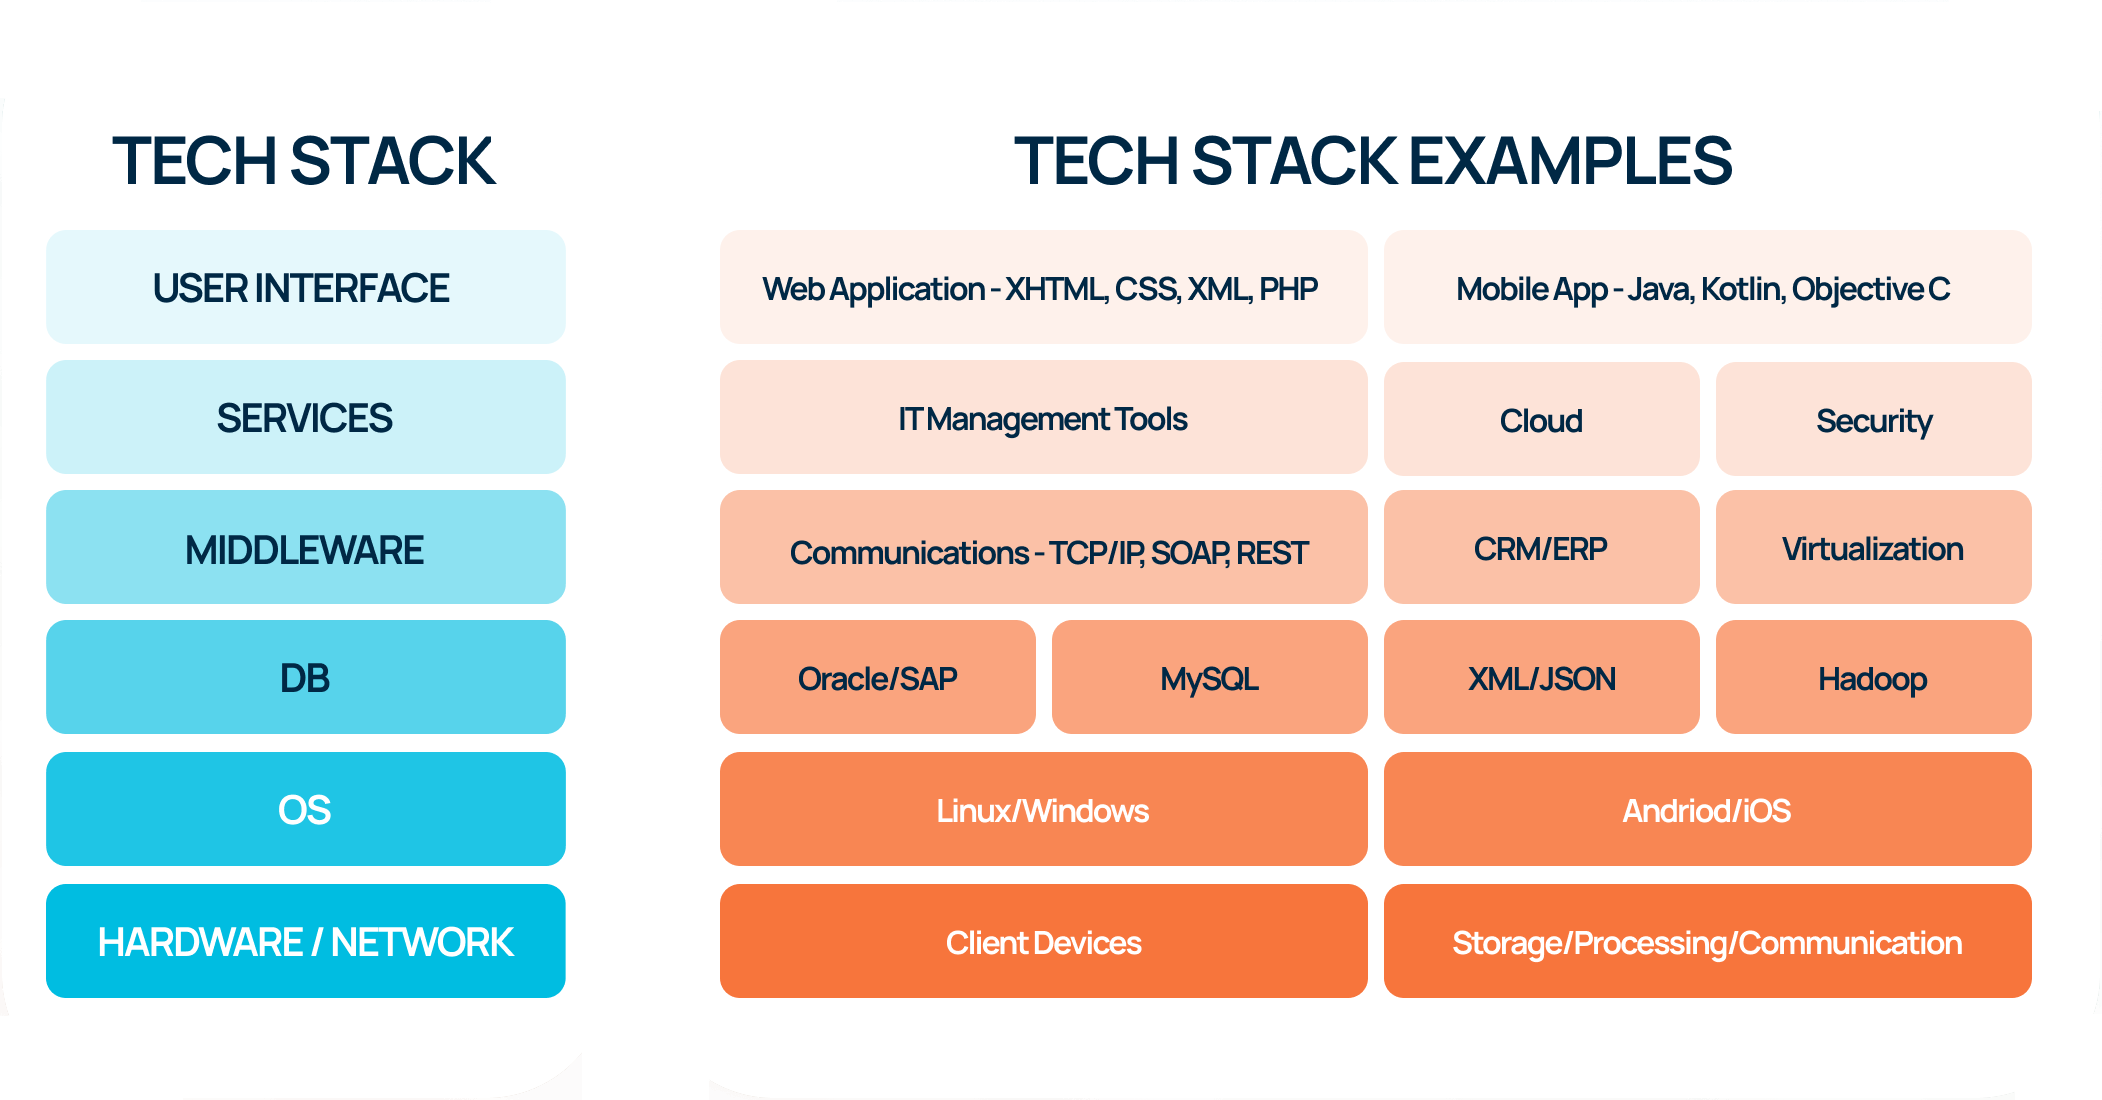 TECH STACK
USER INTERFACE
SERVICES
MIDDLEWARE
DB
OS
HARDWARE / NETWORK
TECH STACK EXAMPLES
Web Application - XHTML, CSS, XML, PHP
Mobile App - Java, Kotlin, Objective C
IT Management Tools
Cloud
Security
Communications - TCP/IP, SOAP, REST
CRM/ERP
Virtualization
Oracle/SAP
MySQL
XML/JSON
Hadoop
Linux/Windows
Andriod/iOS
Client Devices
Storage/Processing/Communication